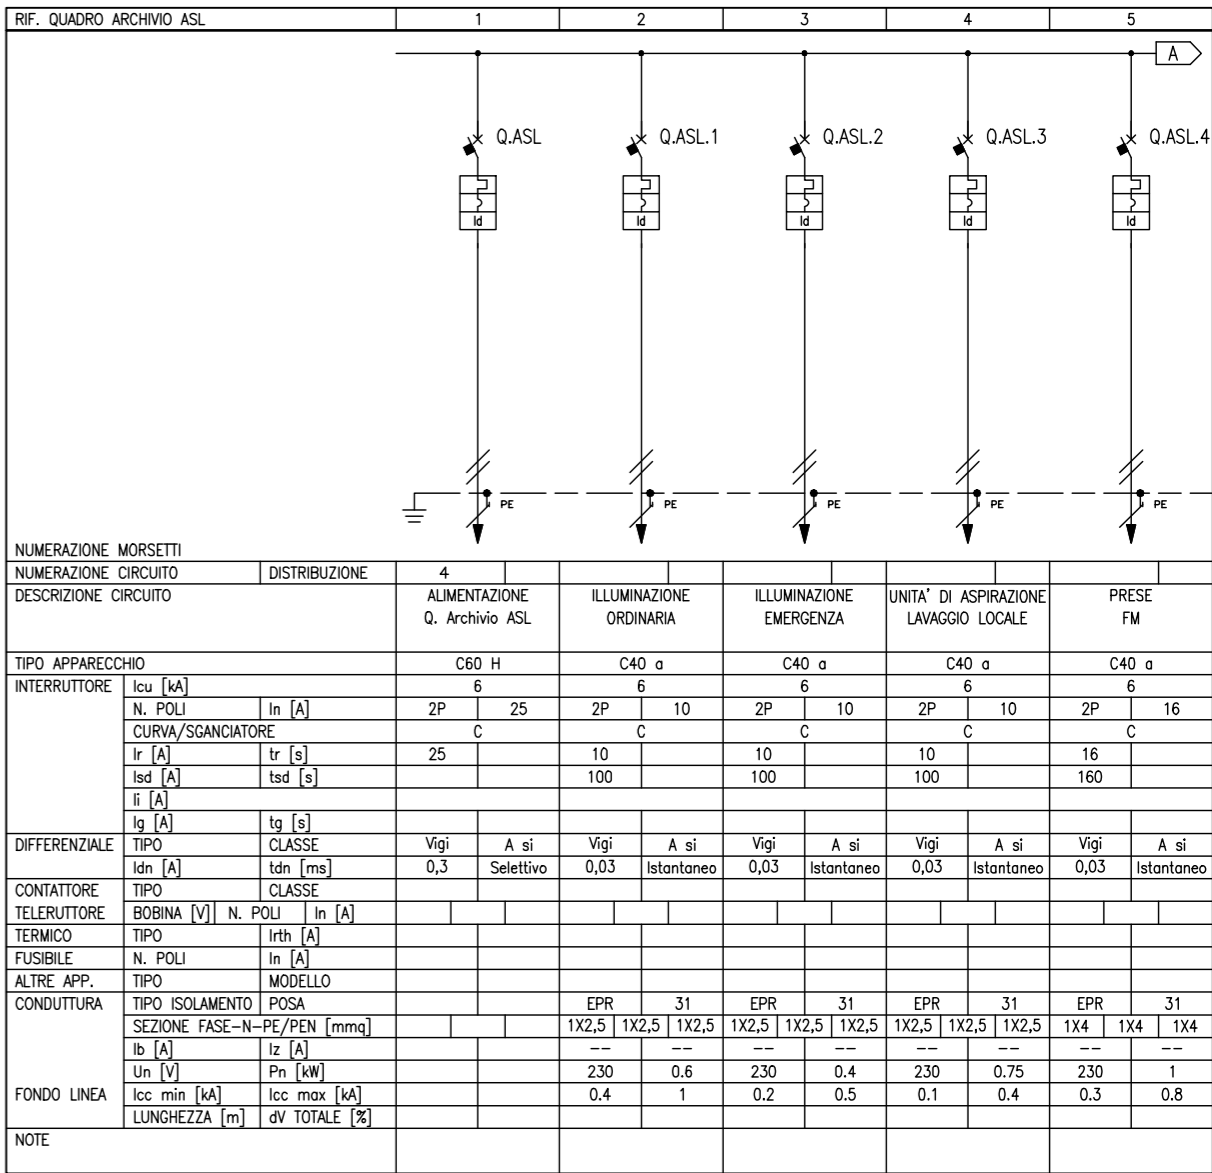 RIF. QUADRO ARCHIVIO ASL 1 2 3 4 5
A
Q.ASL Q.ASL.1 Q.ASL.2 Q.ASL.3 Q.ASL.4
Id Id Id Id Id
PE PE PE PE PE
NUMERAZIONE MORSETTI
NUMERAZIONE CIRCUITO DISTRIBUZIONE 4
DESCRIZIONE CIRCUITO ALIMENTAZIONE ILLUMINAZIONE ILLUMINAZIONE UNITA' DI ASPIRAZIONE PRESE
Q. Archivio ASL ORDINARIA EMERGENZA LAVAGGIO LOCALE FM
TIPO APPARECCHIO C60 H C40 a C40 a C40 a C40 a
INTERRUTTORE Icu [kA] 6 6 6 6 6
N. POLI In [A] 2P 25 2P 10 2P 10 2P 10 2P 16
CURVA/SGANCIATORE C C C C C
Ir [A] tr [s] 25 10 10 10 16
Isd [A] tsd [s] 100 100 100 160
Ii [A]
Ig [A] tg [s]
DIFFERENZIALE TIPO CLASSE Vigi A si Vigi A si Vigi A si Vigi A si Vigi A si
Idn [A] tdn [ms] 0,3 Selettivo 0,03 Istantaneo 0,03 Istantaneo 0,03 Istantaneo 0,03 Istantaneo
CONTATTORE TIPO CLASSE
TELERUTTORE BOBINA [V] N. POLI In [A]
TERMICO TIPO Irth [A]
FUSIBILE N. POLI In [A]
ALTRE APP. TIPO MODELLO
CONDUTTURA TIPO ISOLAMENTO POSA EPR 31 EPR 31 EPR 31 EPR 31
SEZIONE FASE-N-PE/PEN [mmq] 1X2,5 1X2,5 1X2,5 1X2,5 1X2,5 1X2,5 1X2,5 1X2,5 1X2,5 1X4 1X4 1X4
Ib [A] Iz [A] -- -- -- -- -- -- -- --
Un [V] Pn [kW] 230 0.6 230 0.4 230 0.75 230 1
FONDO LINEA Icc min [kA] Icc max [kA] 0.4 1 0.2 0.5 0.1 0.4 0.3 0.8
LUNGHEZZA [m] dV TOTALE [%]
NOTE